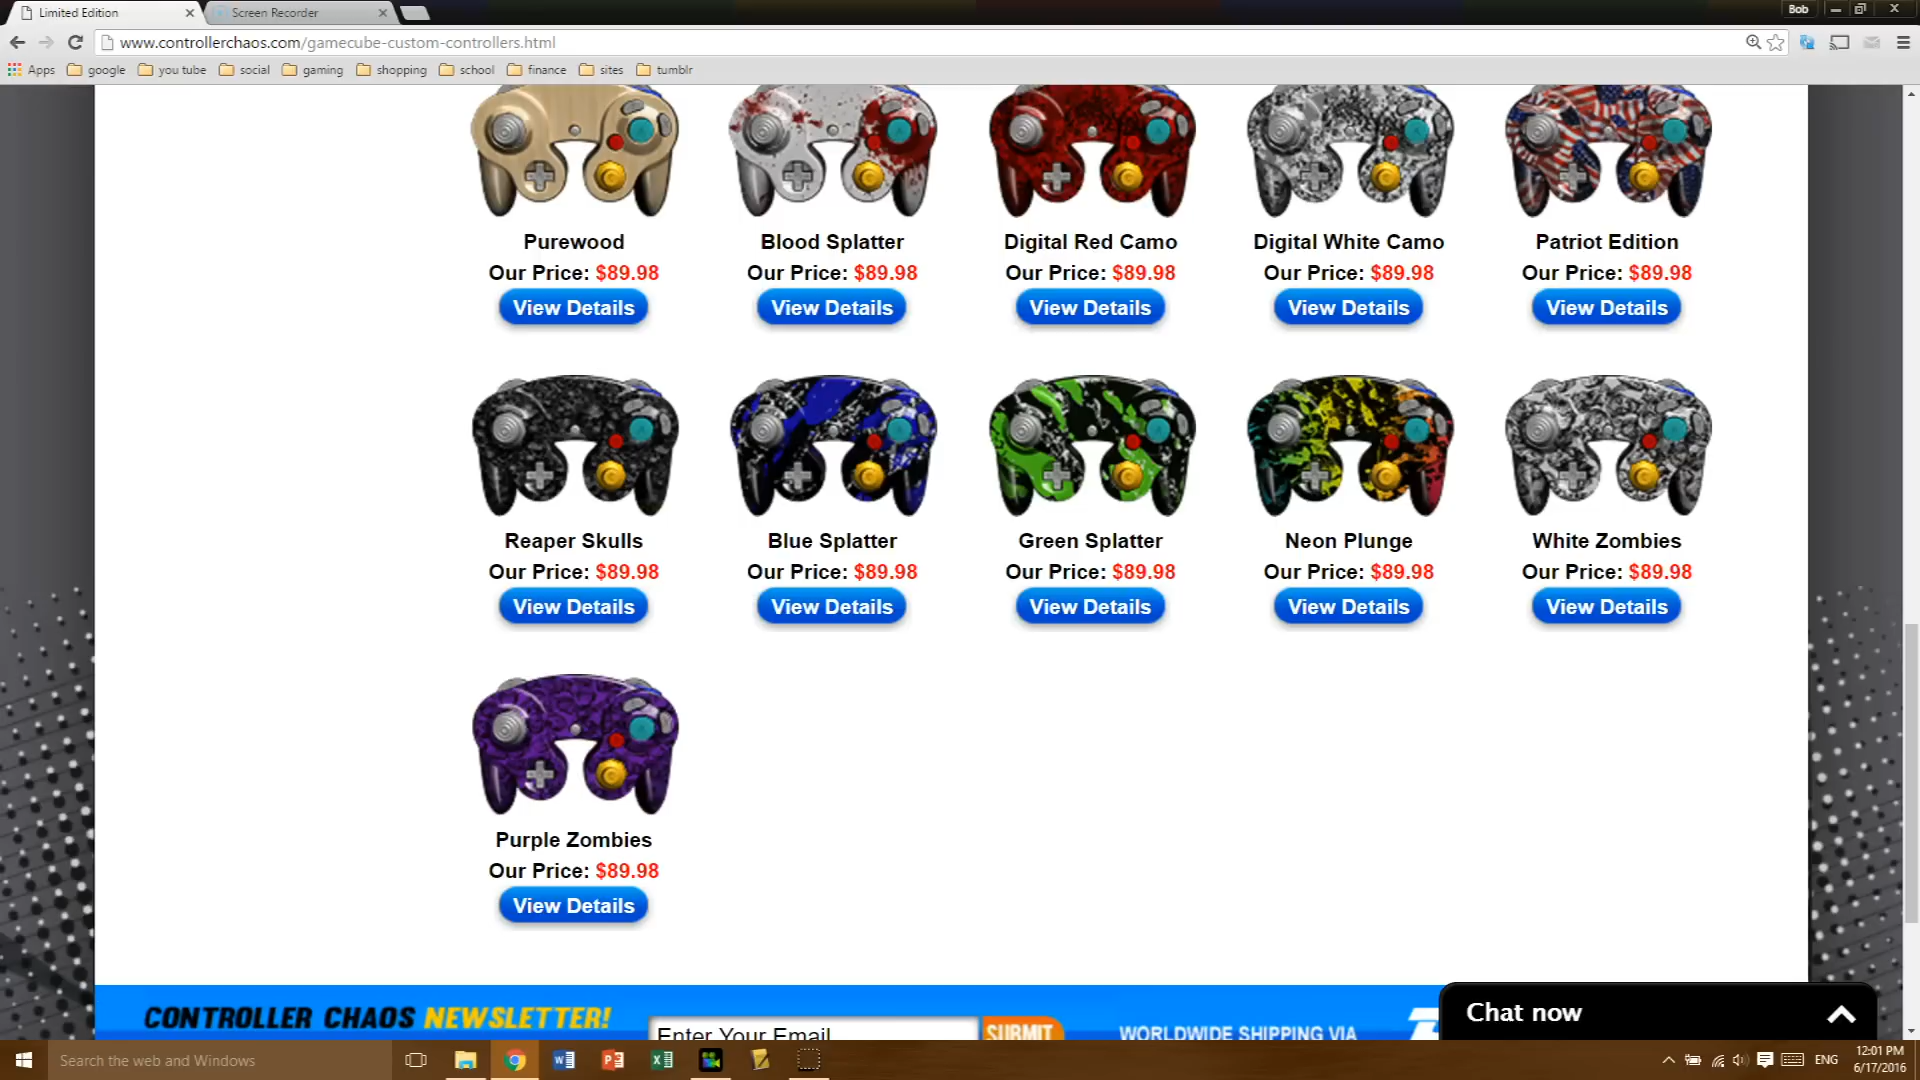 Limited Edition
Screen Recorder
Bob
www.controllerchaos.com/gamecube-custom-controllers.html
Apps google you tube social gaming shopping school finance sites tumblr
Purewood Blood Splatter Digital Red Camo Digital White Camo Patriot Edition
Our Price: $89.98 Our Price: $89.98 Our Price: $89.98 Our Price: $89.98 Our Price: $89.98
View Details View Details View Details View Details View Details
Reaper Skulls Blue Splatter Green Splatter Neon Plunge White Zombies
Our Price: $89.98 Our Price: $89.98 Our Price: $89.98 Our Price: $89.98 Our Price: $89.98
View Details View Details View Details View Details View Details
Purple Zombies
Our Price: $89.98
View Details
CONTROLLER CHAOS NEWSLETTER!
Enter Your Email
SUBMIT
WORLDWIDE SHIPPING VIA
Chat now
Search the web and Windows
ENG
12:01 PM
6/17/2016